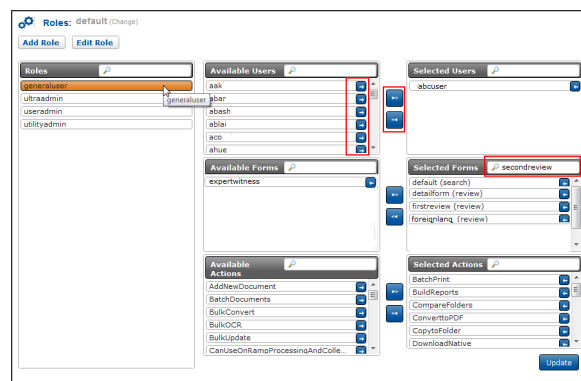 Roles: default (Change)
Add Role Edit Role
Roles
generaluser
ultraadmin
useradmin
utilityadmin
generaluser
Available Users
aak
abar
abash
ablai
aco
ahue
Selected Users
abcuser
Available Forms
expertwitness
Selected Forms secondreview
default (search)
detailform (review)
firstreview (review)
foreignlang (review)
Available
Actions
AddNewDocument
BatchDocuments
BulkConvert
BulkOCR
BulkUpdate
CanUseOnRampProcessingAndColle...
Selected Actions
BatchPrint
BuildReports
CompareFolders
ConverttoPDF
CopytoFolder
DownloadNative
Update